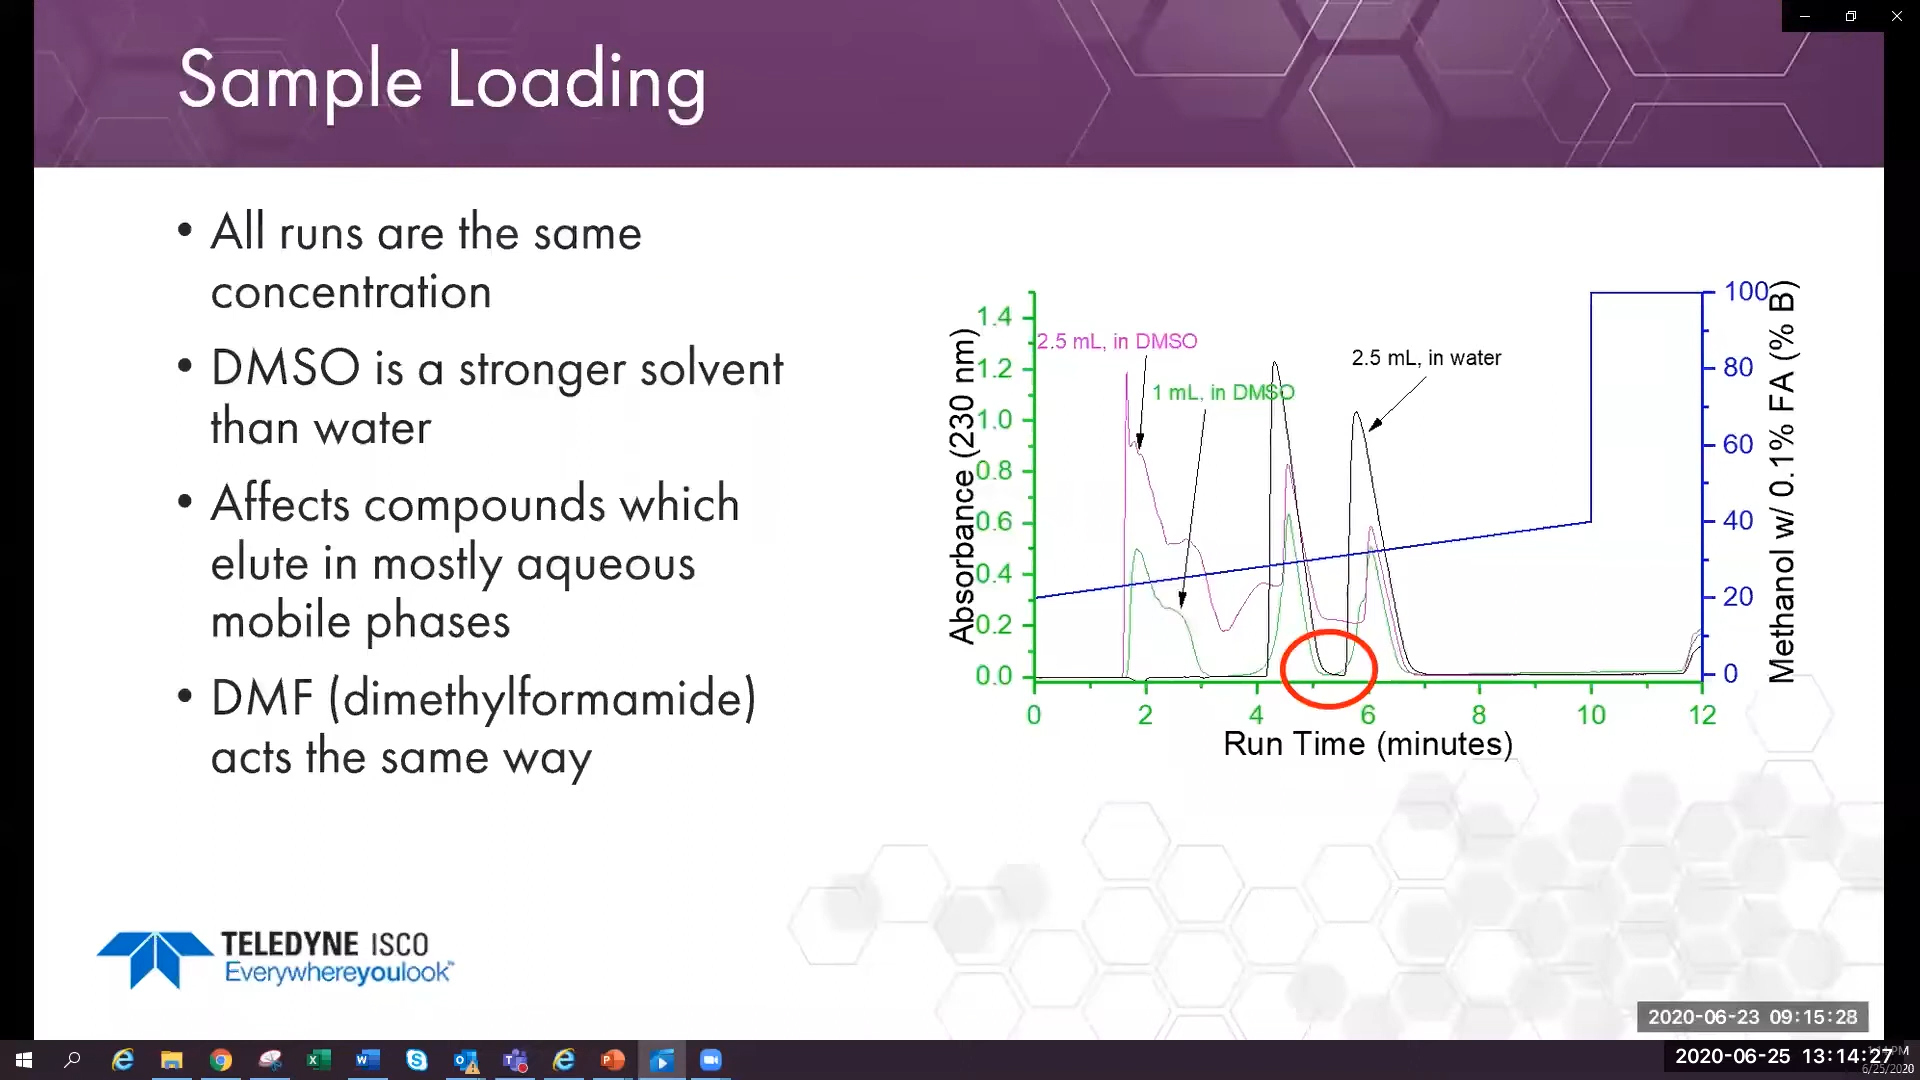 Sample Loading
• All runs are the same
concentration
• DMSO is a stronger solvent
than water
• Affects compounds which
elute in mostly aqueous
mobile phases
• DMF (dimethylformamide)
acts the same way
2.5 mL, in DMSO
1 mL, in DMSO
2.5 mL, in water
Absorbance (230 nm)
1.4
1.2
1.0
0.8
0.6
0.4
0.2
0.0
0 2 4 6 8 10 12
Run Time (minutes)
100
80
60
40
20
0
Methanol w/ 0.1% FA (% B)
TELEDYNE ISCO
Everywhereyoulook™
2020-06-23 09:15:28
2020-06-25 13:14:27
6/25/2020